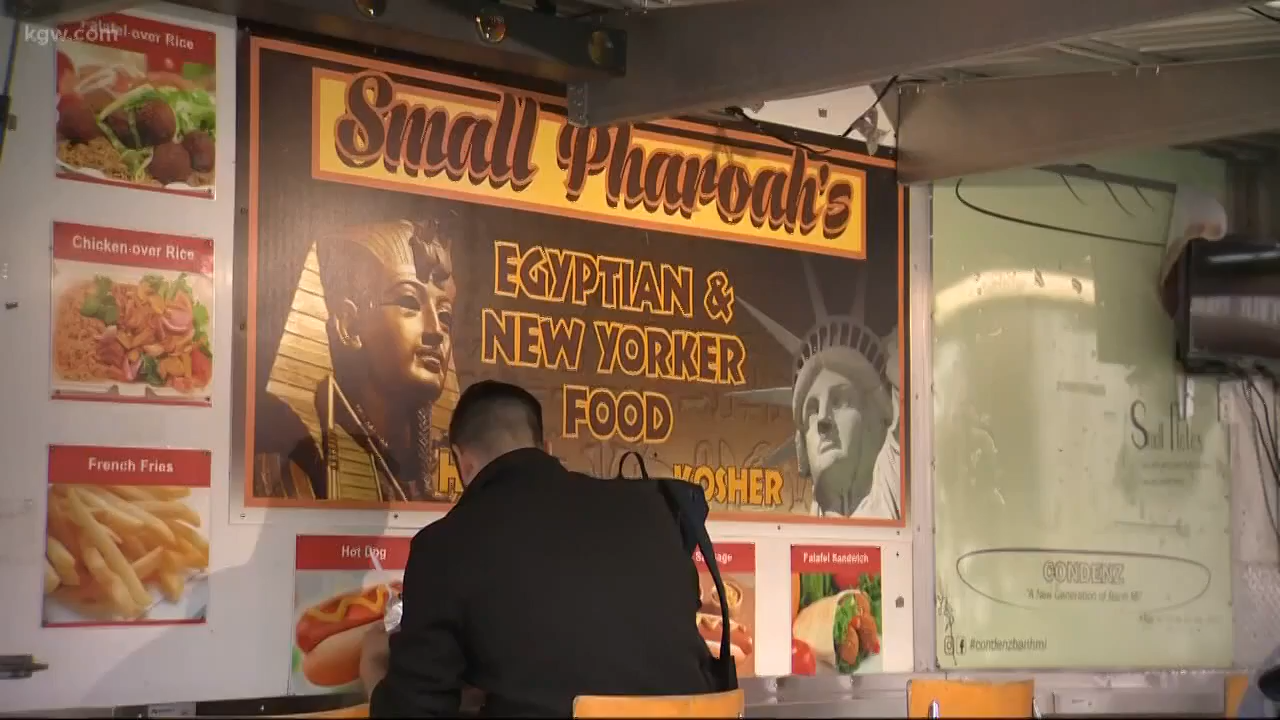 kgw.com
Falafel over Rice
Small Pharoah's
Chicken over Rice
EGYPTIAN &
NEW YORKER
FOOD
French Fries
KOSHER
Hot Dog
Falafel Sandwich
CONDENZ
"A New Generation of Banh Mi"
#condenzbanhmi